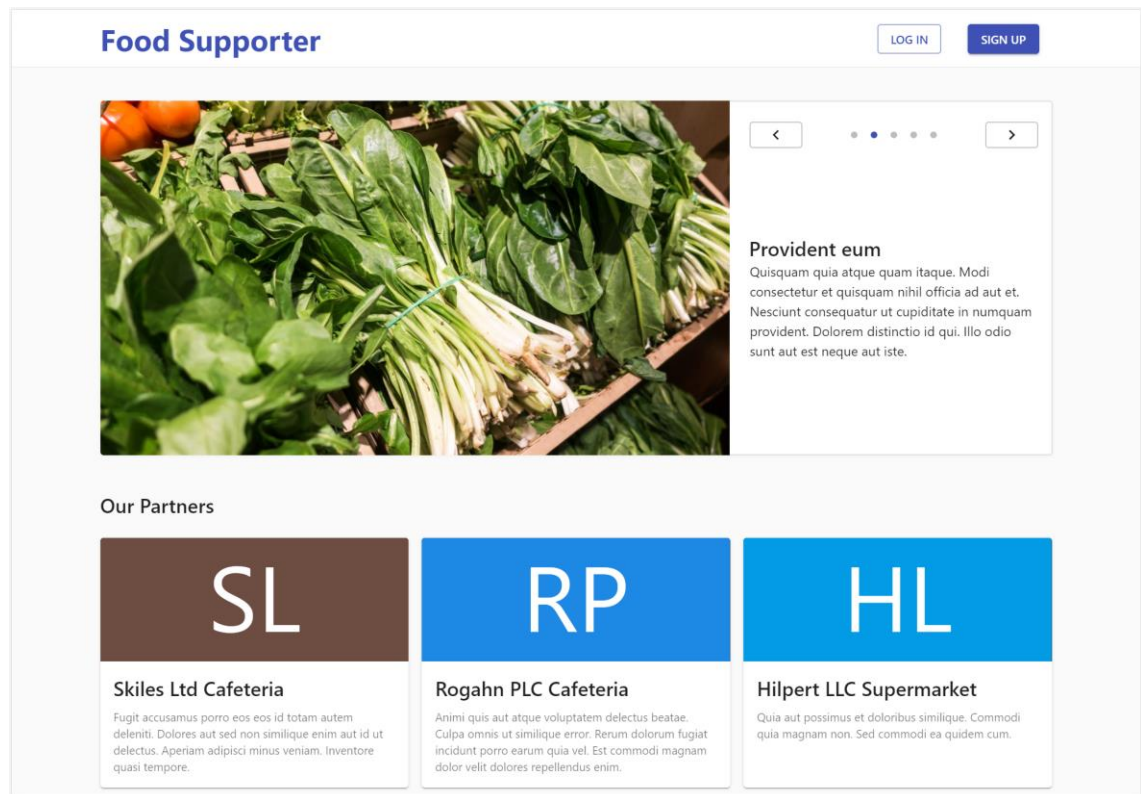 Food Supporter
LOG IN
SIGN UP
Provident eum
Quisquam quia atque quam itaque. Modi
consectetur et quisquam nihil officia ad aut et.
Nesciunt consequatur ut cupiditate in numquam
provident. Dolorem distinctio id qui. Illo odio
sunt aut est neque aut iste.
Our Partners
SL
RP
HL
Skiles Ltd Cafeteria
Fugit accusamus porro eos eos id totam autem
deleniti. Dolores aut sed non similique enim aut id ut
delectus. Aperiam adipisci minus veniam. Inventore
quasi tempore.
Rogahn PLC Cafeteria
Animi quis aut atque voluptatem delectus beatae.
Culpa omnis ut similique error. Rerum dolorum fugiat
incidunt porro earum quia vel. Est commodi magnam
dolor velit dolores repellendus enim.
Hilpert LLC Supermarket
Quia aut possimus et doloribus similique. Commodi
quia magnam non. Sed commodi ea quidem cum.